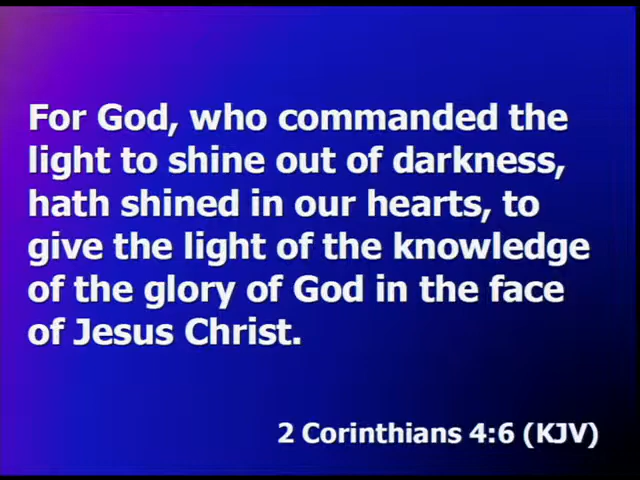 For God, who commanded the
light to shine out of darkness,
hath shined in our hearts, to
give the light of the knowledge
of the glory of God in the face
of Jesus Christ.
2 Corinthians 4:6 (KJV)